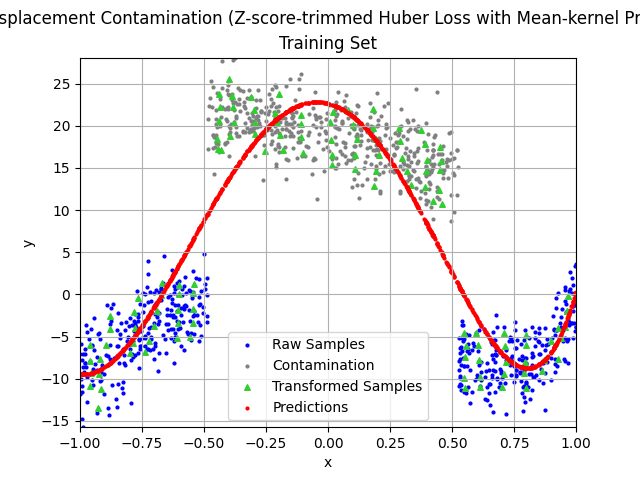 splacement Contamination (Z-score-trimmed Huber Loss with Mean-kernel Pr
Training Set
25
20
15
10
5
0
−5
−10
−15
y
Raw Samples
Contamination
Transformed Samples
Predictions
−1.00 −0.75 −0.50 −0.25 0.00 0.25 0.50 0.75 1.00
x